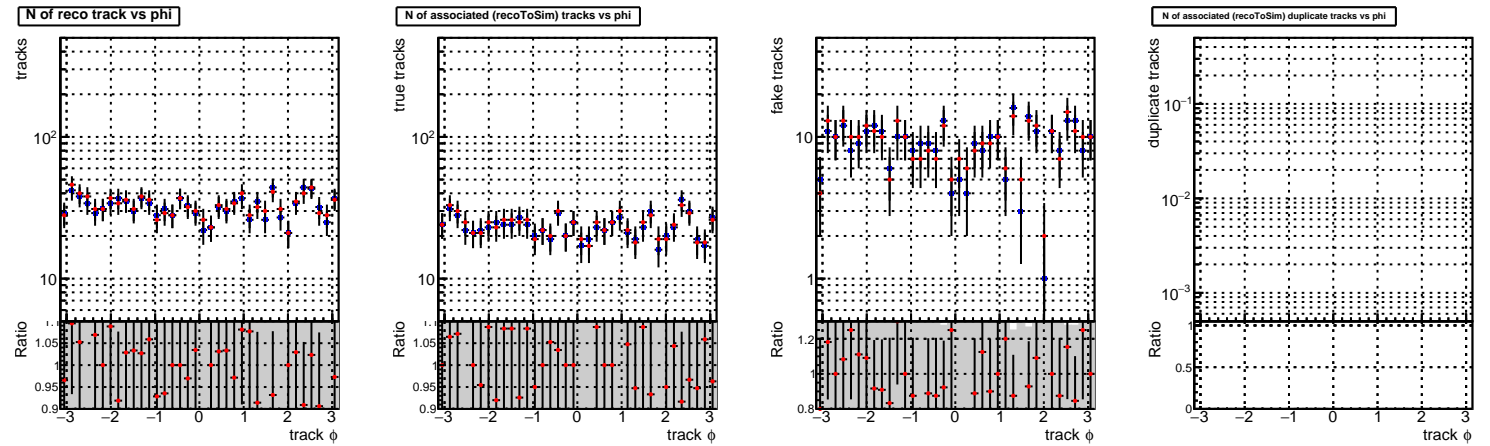 N of reco track vs phi
tracks
10²
10
Ratio
1.1
1.05
1
0.95
0.9
−3 −2 −1 0 1 2 3
track ϕ
N of associated (recoToSim) tracks vs phi
true tracks
10²
10
Ratio
1.1
1.05
1
0.95
0.9
−3 −2 −1 0 1 2 3
track ϕ
fake tracks
10
1
Ratio
1.2
1
0.8
−3 −2 −1 0 1 2 3
track ϕ
N of associated (recoToSim) duplicate tracks vs phi
duplicate tracks
10⁻¹
10⁻²
10⁻³
Ratio
1
0.5
0
−3 −2 −1 0 1 2 3
track ϕ